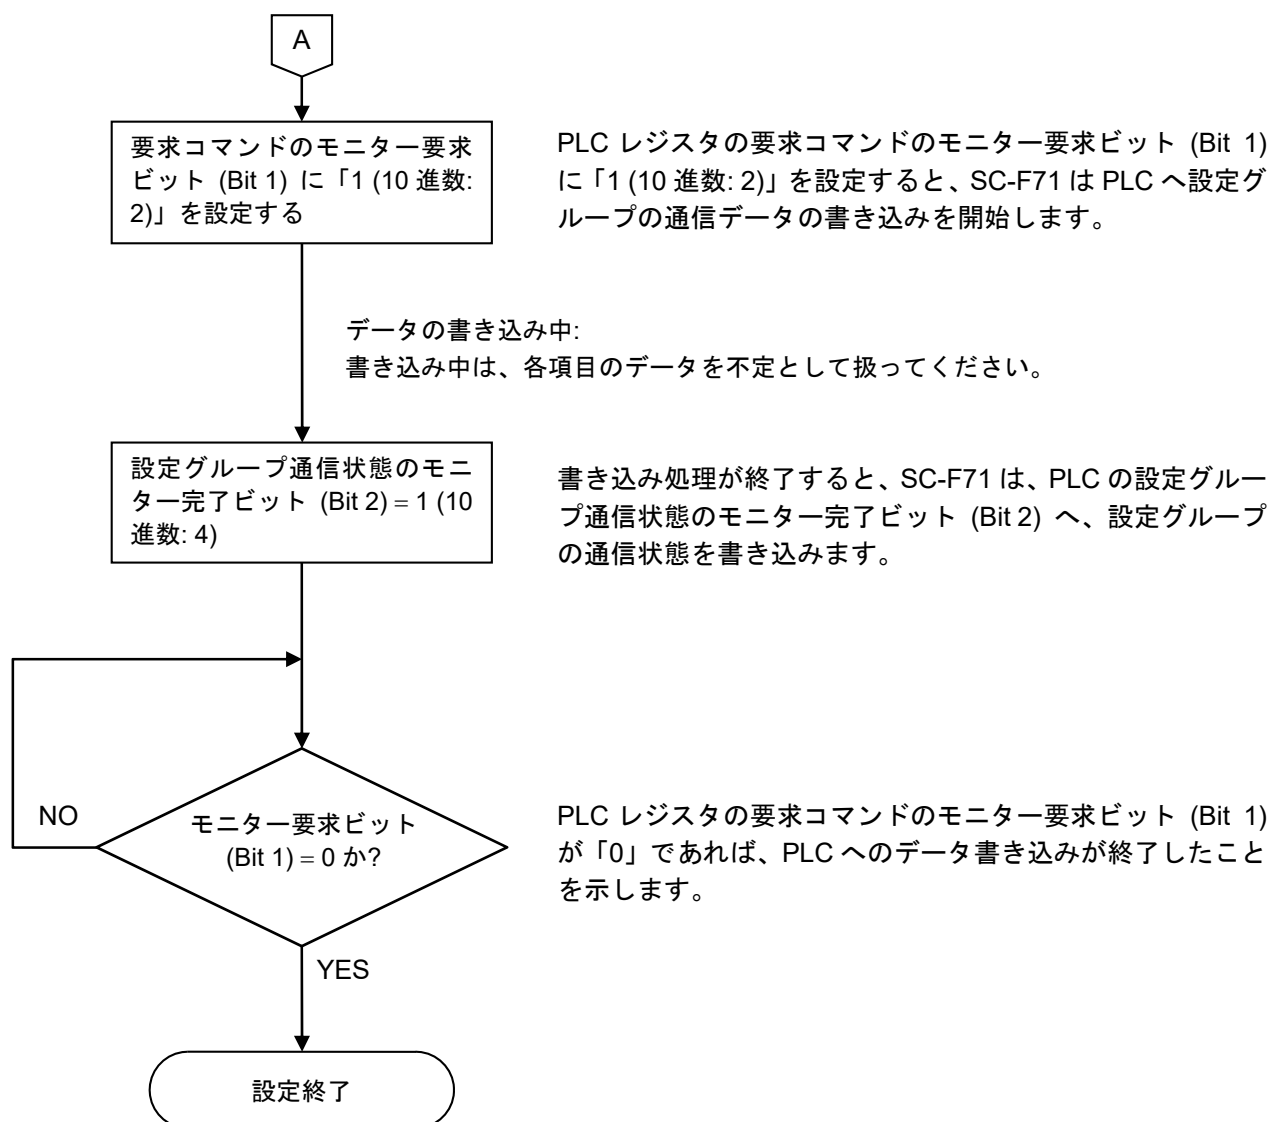 A
要求コマンドのモニター要求
ビット (Bit 1) に「1 (10 進数:
2)」を設定する
PLC レジスタの要求コマンドのモニター要求ビット (Bit 1)
に「1 (10 進数: 2)」を設定すると、SC-F71 は PLC へ設定グ
ループの通信データの書き込みを開始します。
データの書き込み中:
書き込み中は、各項目のデータを不定として扱ってください。
設定グループ通信状態のモニ
ター完了ビット (Bit 2) = 1 (10
進数: 4)
書き込み処理が終了すると、SC-F71 は、PLC の設定グルー
プ通信状態のモニター完了ビット (Bit 2) へ、設定グループ
の通信状態を書き込みます。
NO
モニター要求ビット
(Bit 1) = 0 か?
PLC レジスタの要求コマンドのモニター要求ビット (Bit 1)
が「0」であれば、PLC へのデータ書き込みが終了したこと
を示します。
YES
設定終了